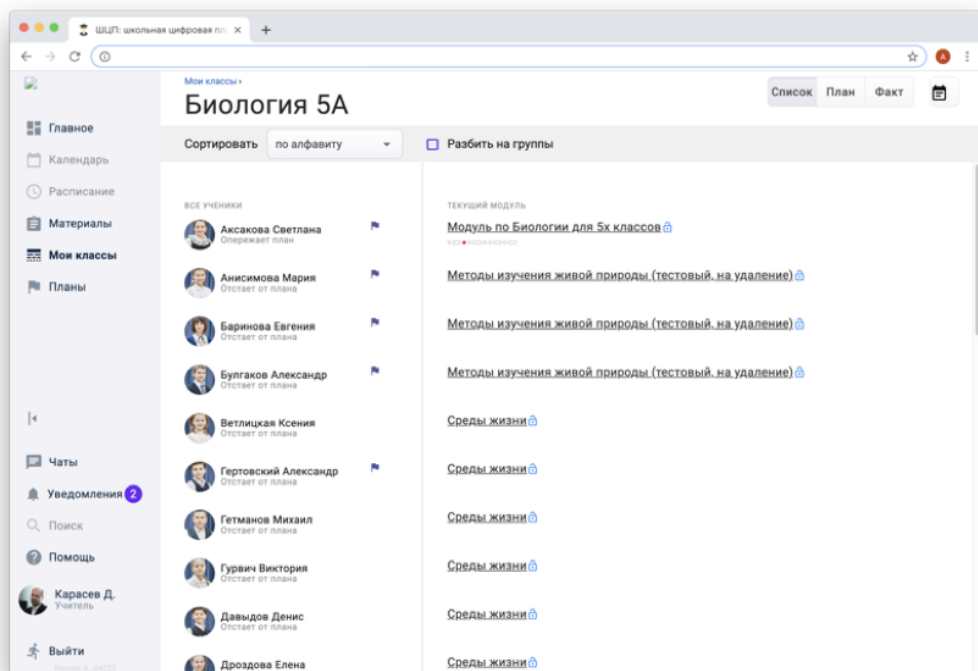 ШЦП: школьная цифровая пл
A
Мои классы ›
Биология 5А
Список План Факт
Главное
Календарь
Расписание
Материалы
Мои классы
Планы
Сортировать по алфавиту Разбить на группы
ВСЕ УЧЕНИКИ
ТЕКУЩИЙ МОДУЛЬ
Аксакова Светлана
Опережает план
Модуль по Биологии для 5х классов
Анисимова Мария
Отстает от плана
Методы изучения живой природы (тестовый, на удаление)
Баринова Евгения
Отстает от плана
Методы изучения живой природы (тестовый, на удаление)
Булгаков Александр
Отстает от плана
Методы изучения живой природы (тестовый, на удаление)
Ветлицкая Ксения
Отстает от плана
Среды жизни
Гертовский Александр
Отстает от плана
Среды жизни
Гетманов Михаил
Отстает от плана
Среды жизни
Гурвич Виктория
Отстает от плана
Среды жизни
Давыдов Денис
Отстает от плана
Среды жизни
Дроздова Елена
Среды жизни
Чаты
Уведомления 2
Поиск
Помощь
Карасев Д.
Учитель
Выйти